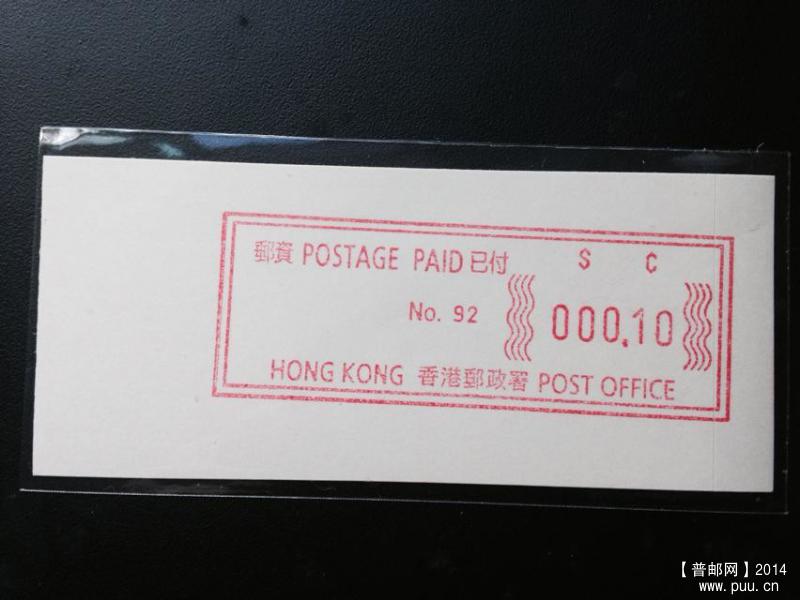 郵資 POSTAGE PAID 已付 $ C
No. 92 000.10
HONG KONG 香港郵政署 POST OFFICE
【普邮网】2014
www.puu.cn